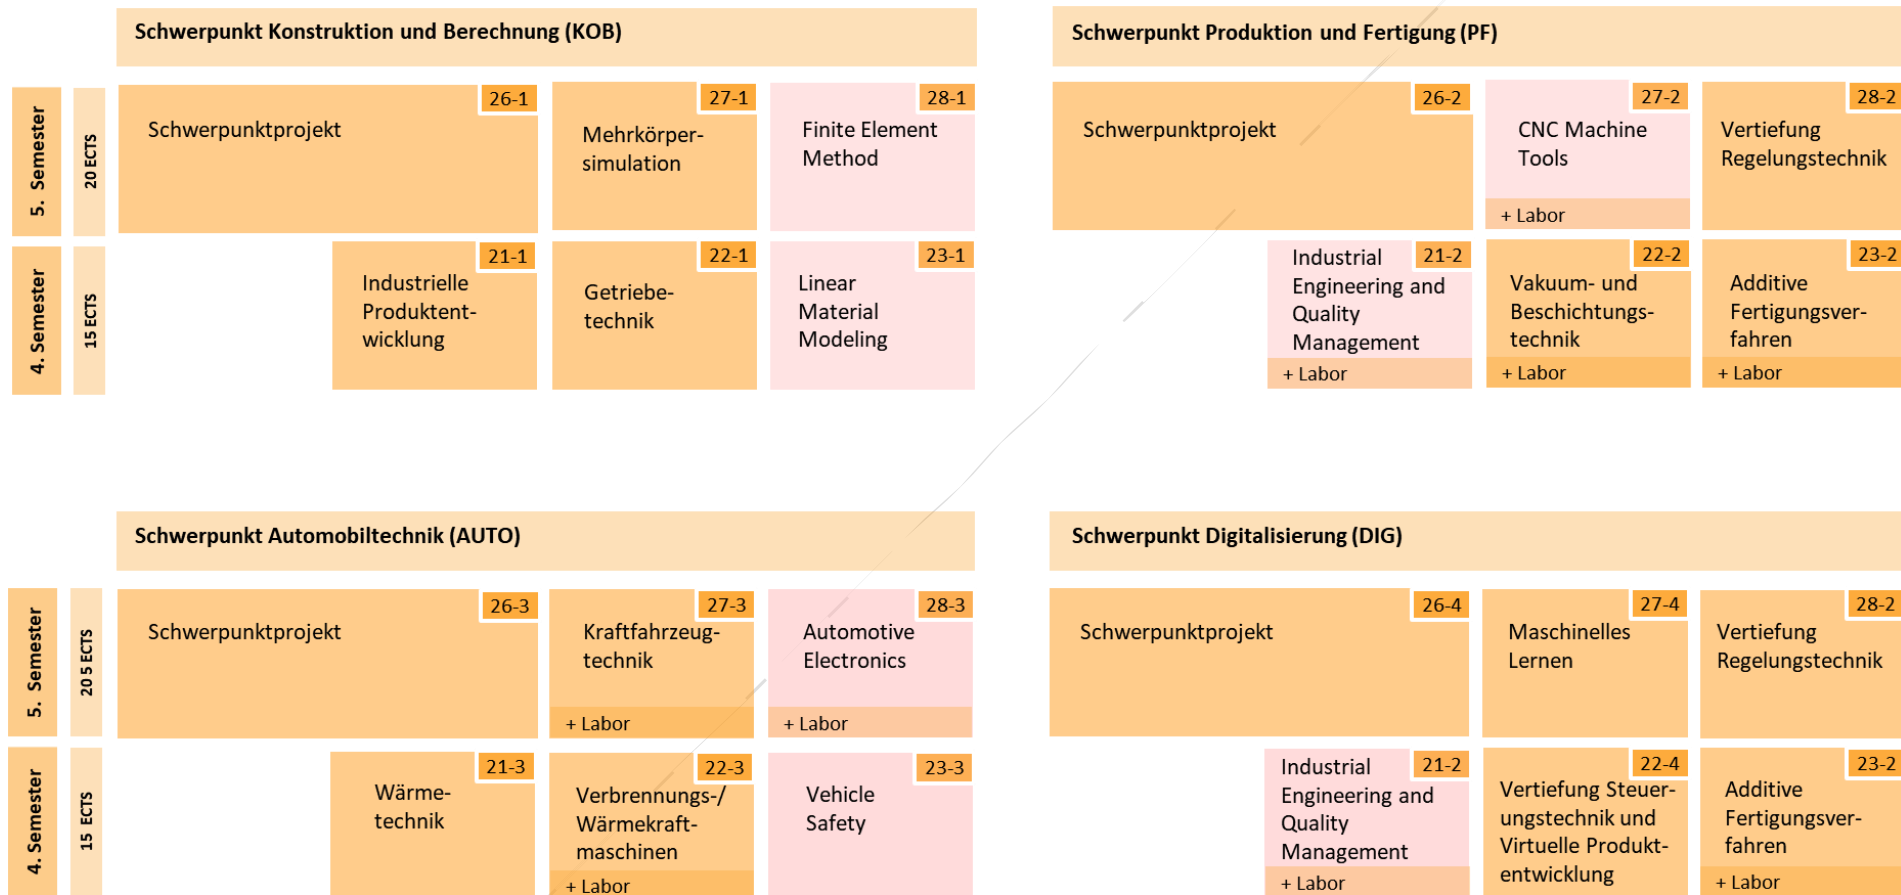 Schwerpunkt Konstruktion und Berechnung (KOB)
5. Semester
20 ECTS
26-1
Schwerpunktprojekt
27-1
Mehrkörper-
simulation
28-1
Finite Element
Method
4. Semester
15 ECTS
21-1
Industrielle
Produktent-
wicklung
22-1
Getriebe-
technik
23-1
Linear
Material
Modeling
Schwerpunkt Produktion und Fertigung (PF)
26-2
Schwerpunktprojekt
27-2
CNC Machine
Tools
+ Labor
28-2
Vertiefung
Regelungstechnik
21-2
Industrial
Engineering and
Quality
Management
+ Labor
22-2
Vakuum- und
Beschichtungs-
technik
+ Labor
23-2
Additive
Fertigungsver-
fahren
+ Labor
Schwerpunkt Automobiltechnik (AUTO)
5. Semester
20 5 ECTS
26-3
Schwerpunktprojekt
27-3
Kraftfahrzeug-
technik
+ Labor
28-3
Automotive
Electronics
+ Labor
4. Semester
15 ECTS
21-3
Wärme-
technik
22-3
Verbrennungs-/
Wärmekraft-
maschinen
+ Labor
23-3
Vehicle
Safety
Schwerpunkt Digitalisierung (DIG)
26-4
Schwerpunktprojekt
27-4
Maschinelles
Lernen
28-2
Vertiefung
Regelungstechnik
21-2
Industrial
Engineering and
Quality
Management
+ Labor
22-4
Vertiefung Steuer-
ungstechnik und
Virtuelle Produkt-
entwicklung
23-2
Additive
Fertigungsver-
fahren
+ Labor